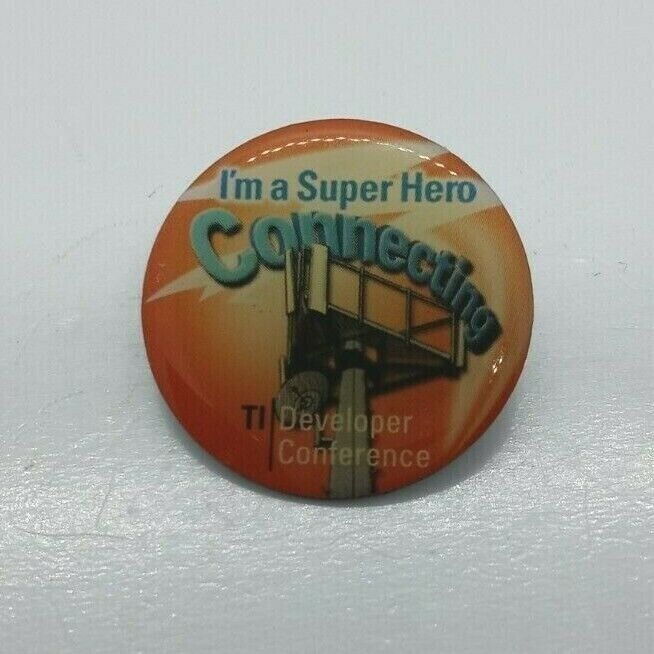 I'm a Super Hero
Connecting
TI Developer
Conference